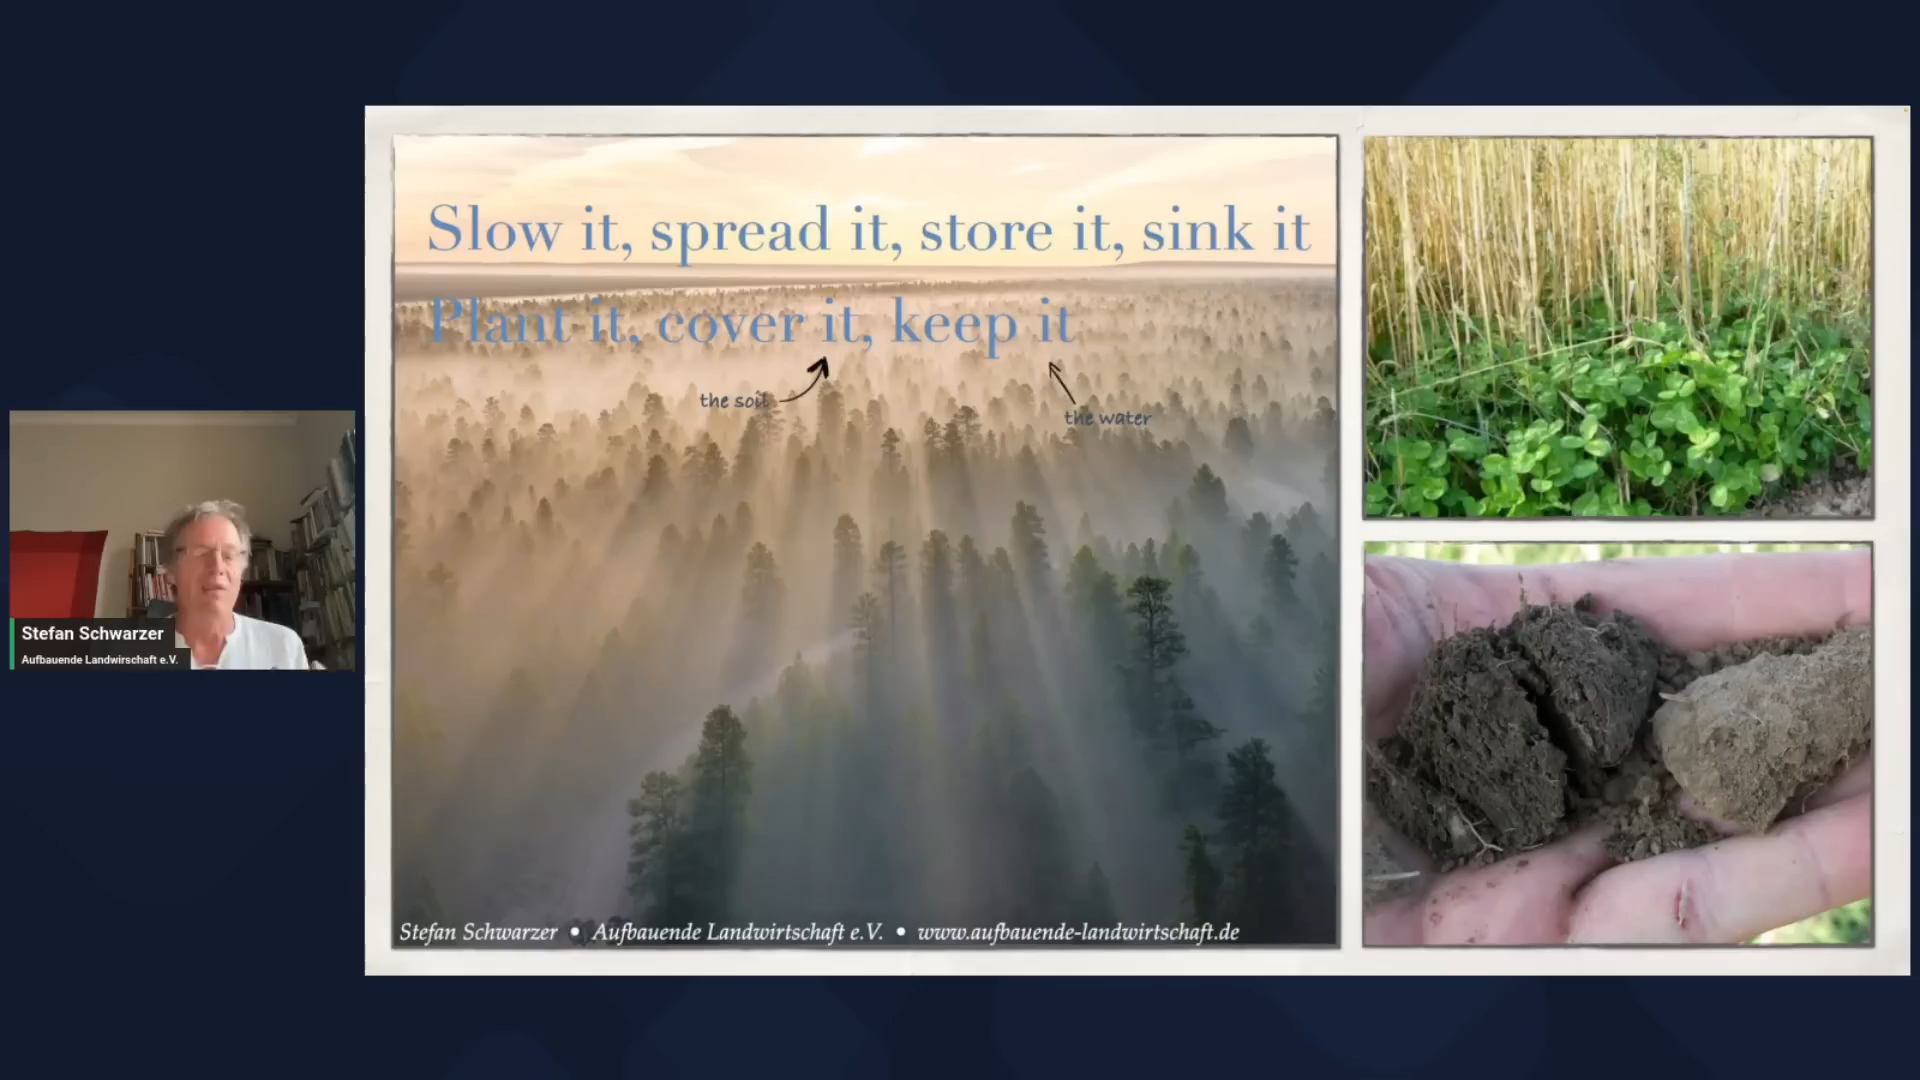 Slow it, spread it, store it, sink it
Plant it, cover it, keep it
the soil
the water
Stefan Schwarzer
Aufbauende Landwirschaft e.V.
Stefan Schwarzer • Aufbauende Landwirtschaft e.V. • www.aufbauende-landwirtschaft.de